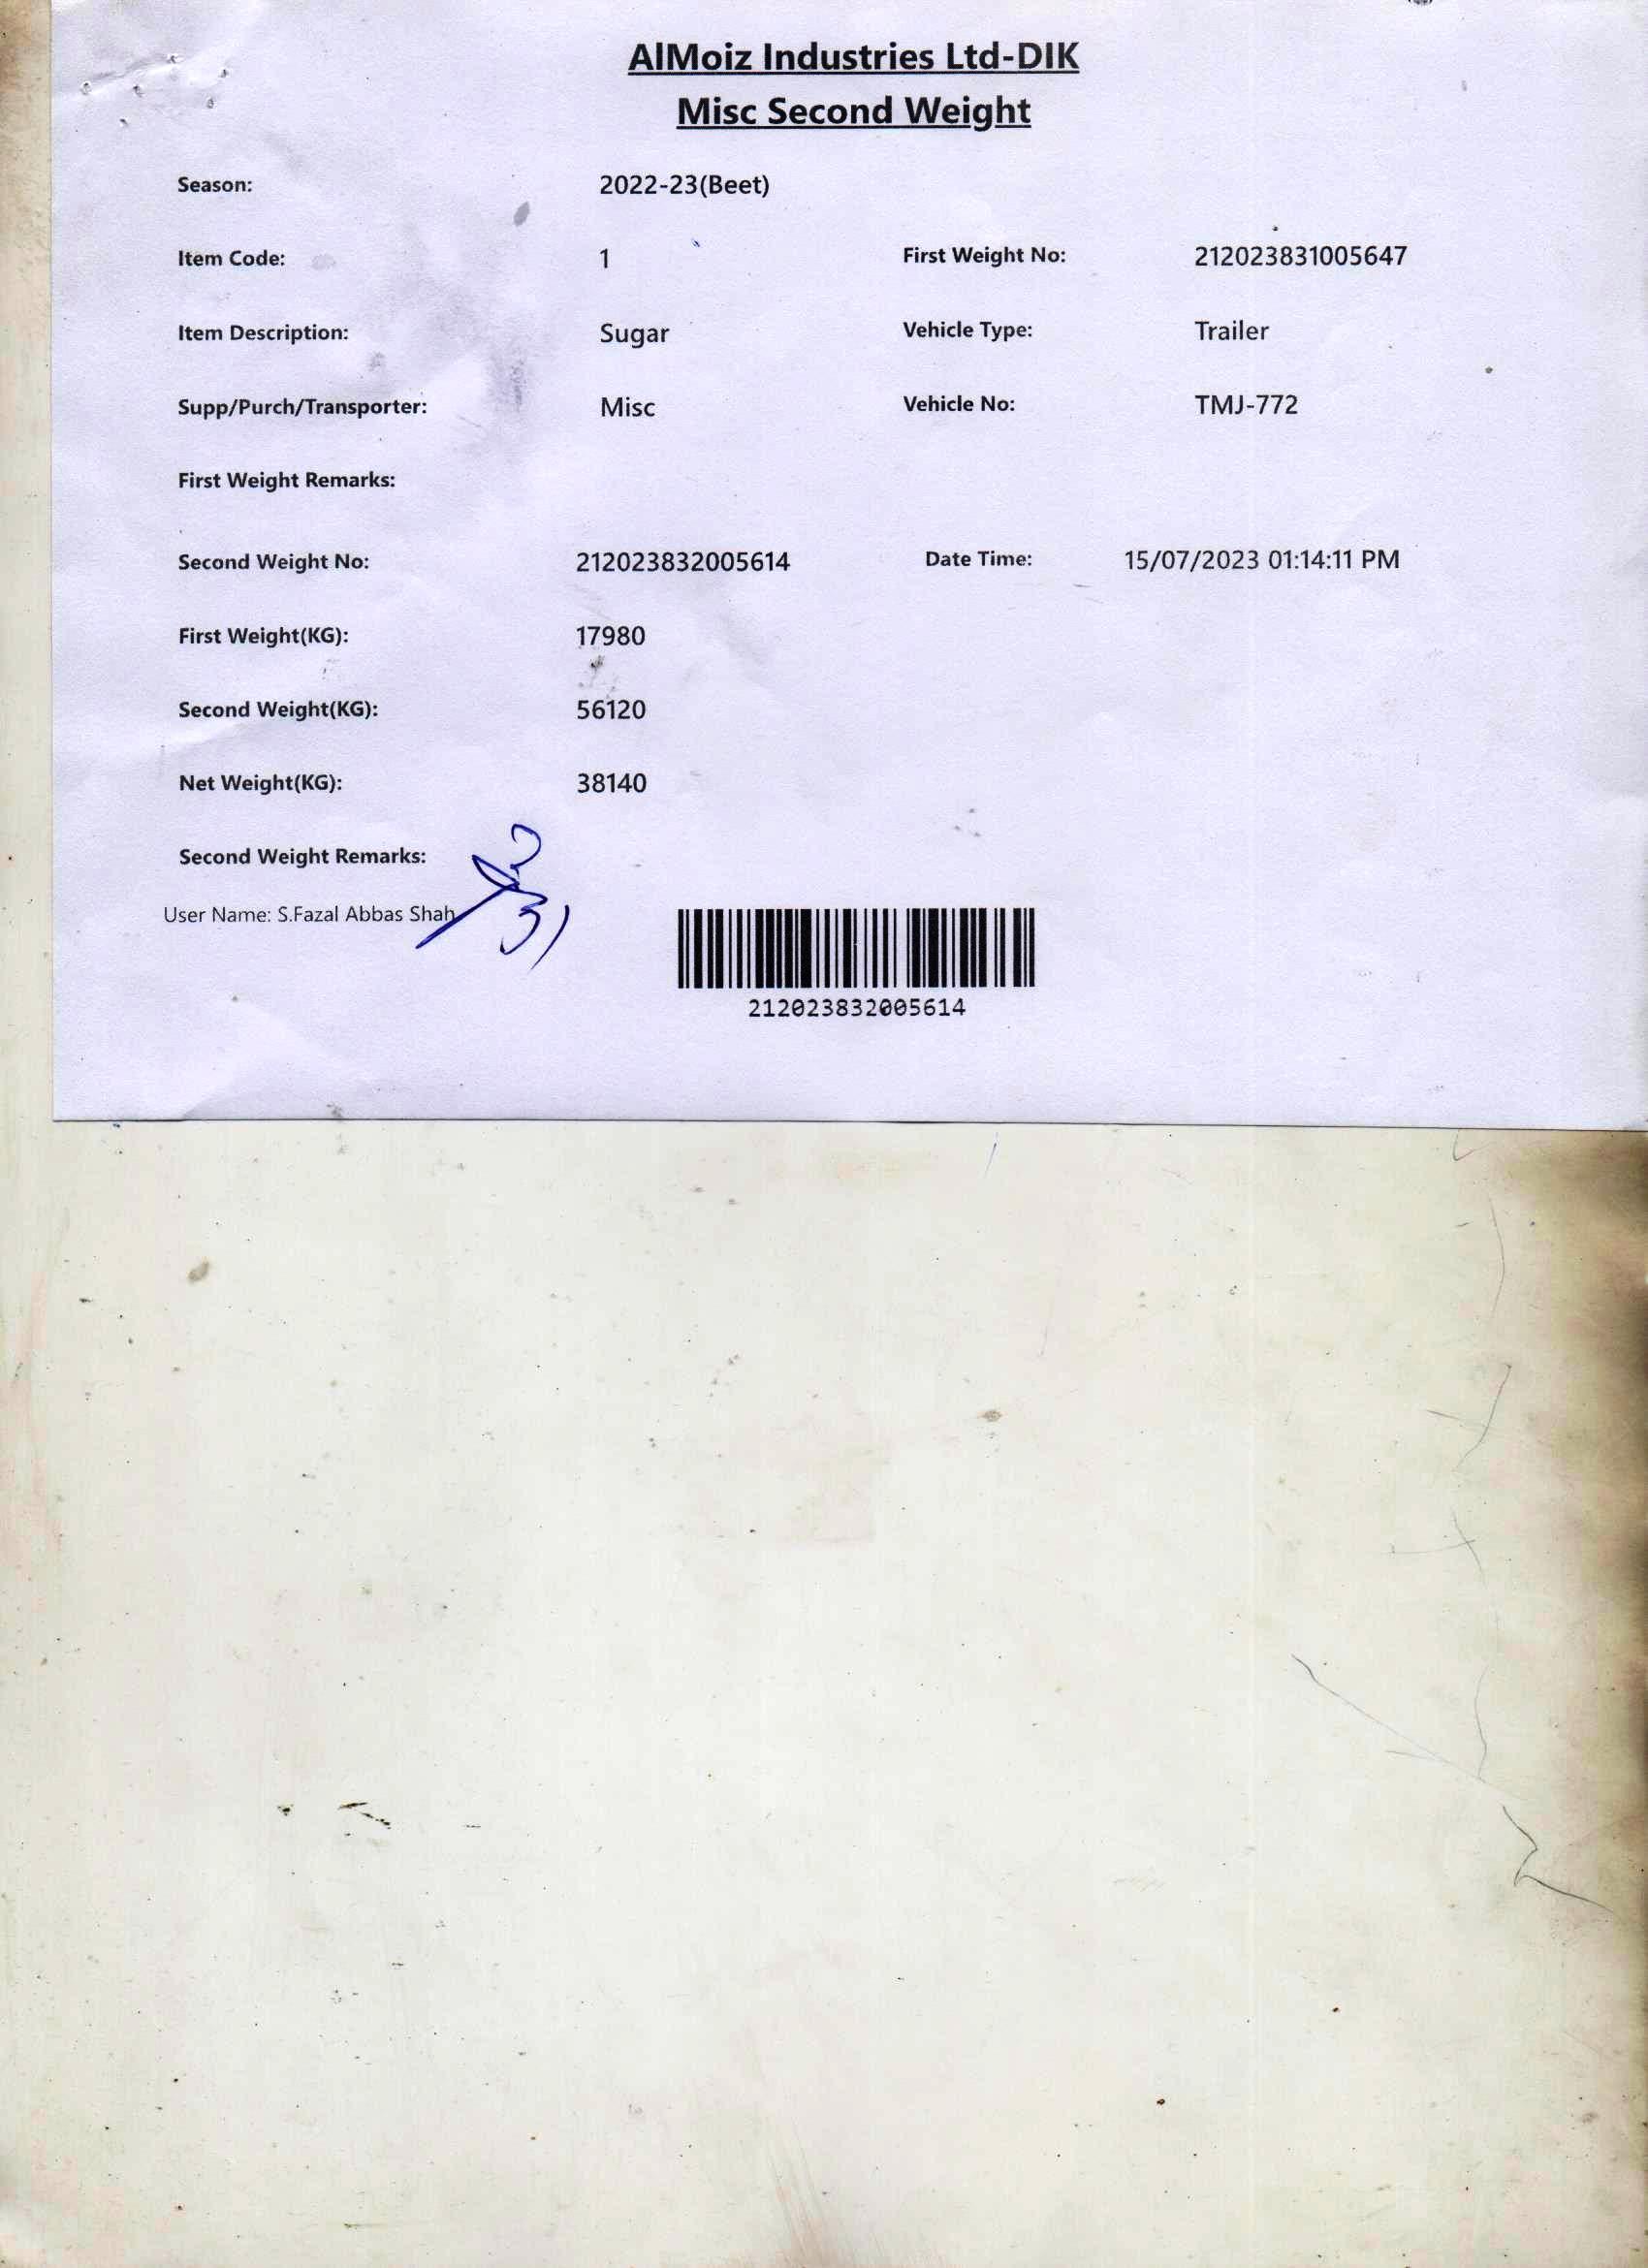 AlMoiz Industries Ltd-DIK
Misc Second Weight
Season: 2022-23(Beet)
Item Code: 1 First Weight No: 212023831005647
Item Description: Sugar Vehicle Type: Trailer
Supp/Purch/Transporter: Misc Vehicle No: TMJ-772
First Weight Remarks:
Second Weight No: 212023832005614 Date Time: 15/07/2023 01:14:11 PM
First Weight(KG): 17980
Second Weight(KG): 56120
Net Weight(KG): 38140
Second Weight Remarks:
User Name: S.Fazal Abbas Shah
212023832005614